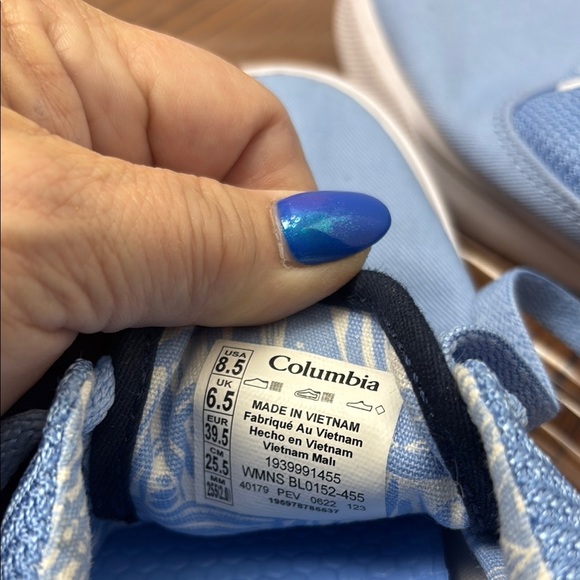 USA
8.5
UK
6.5
EUR
39.5
CM
25.5
MM
Columbia
MADE IN VIETNAM
Fabriqué Au Vietnam
Hecho en Vietnam
Vietnam Malı
1939991455
WMNS BL0152-455
40179 PEV 0622 123